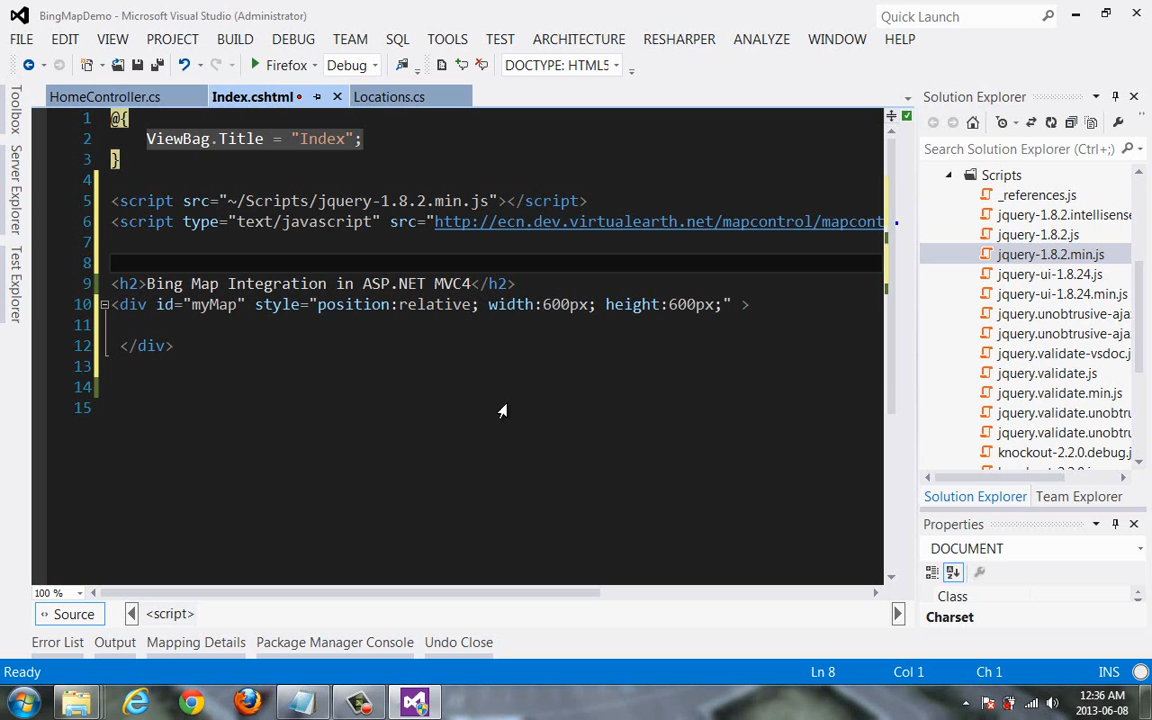 BingMapDemo - Microsoft Visual Studio (Administrator)
Quick Launch
FILE EDIT VIEW PROJECT BUILD DEBUG TEAM SQL TOOLS TEST ARCHITECTURE RESHARPER ANALYZE WINDOW HELP
Firefox Debug DOCTYPE: HTML5
Toolbox
Server Explorer
Test Explorer
HomeController.cs Index.cshtml Locations.cs
1 @{
2 ViewBag.Title = "Index";
3 }
4
5 <script src="~/Scripts/jquery-1.8.2.min.js"></script>
6 <script type="text/javascript" src="http://ecn.dev.virtualearth.net/mapcontrol/mapcont
7
8
9 <h2>Bing Map Integration in ASP.NET MVC4</h2>
10 <div id="myMap" style="position:relative; width:600px; height:600px;" >
11
12 </div>
13
14
15
100 %
Source <script>
Solution Explorer
Search Solution Explorer (Ctrl+;)
Scripts
_references.js
jquery-1.8.2.intellisense
jquery-1.8.2.js
jquery-1.8.2.min.js
jquery-ui-1.8.24.js
jquery-ui-1.8.24.min.js
jquery.unobtrusive-aja
jquery.unobtrusive-aja
jquery.validate-vsdoc.j
jquery.validate.js
jquery.validate.min.js
jquery.validate.unobt
jquery.validate.unobt
knockout-2.2.0.debug.j
Solution Explorer Team Explorer
Properties
DOCUMENT
Class
Charset
Error List Output Mapping Details Package Manager Console Undo Close
Ready Ln 8 Col 1 Ch 1 INS
12:36 AM
2013-06-08